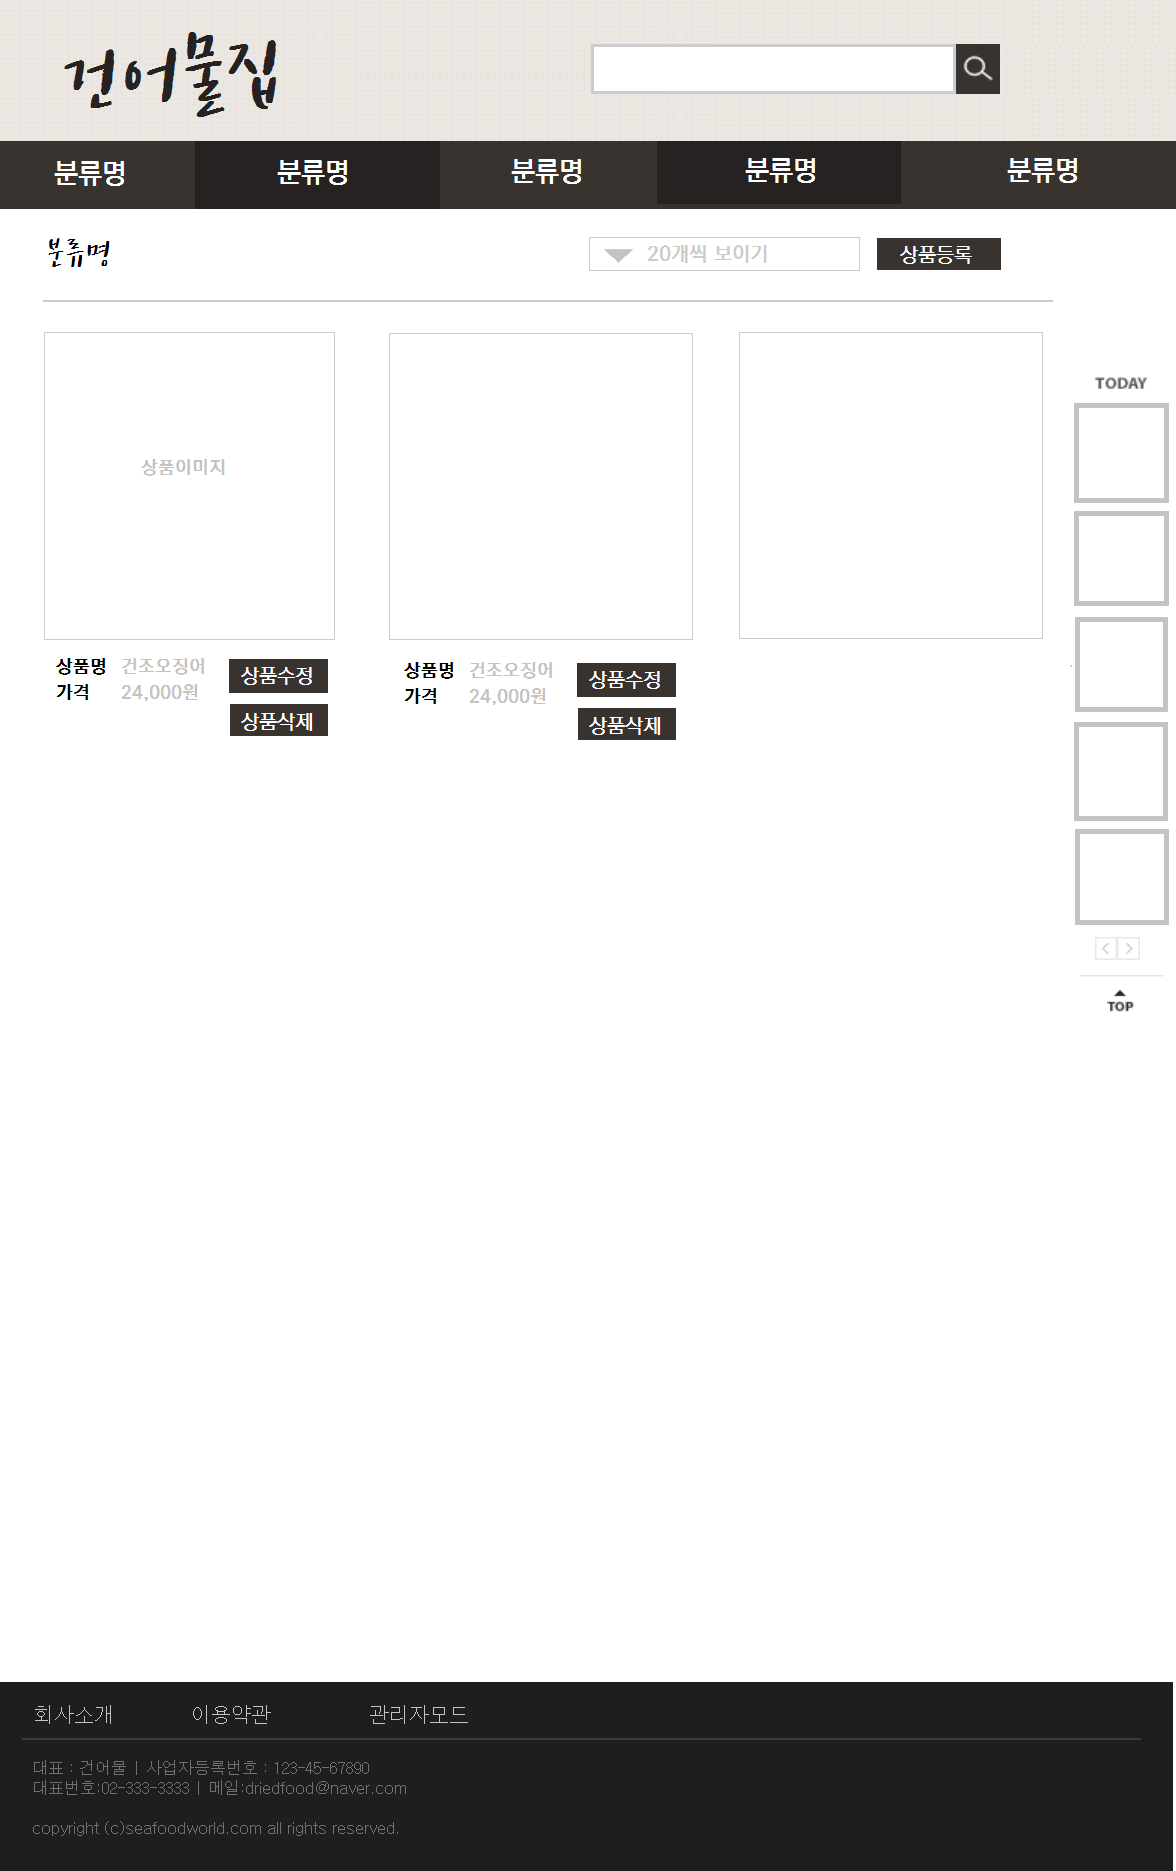 건어물집
분류명 분류명 분류명 분류명 분류명
분류명
20개씩 보이기
상품등록
상품이미지
상품명 건조오징어
가격 24,000원
상품수정
상품삭제
상품명 건조오징어
가격 24,000원
상품수정
상품삭제
TODAY
TOP
회사소개 이용약관 관리자모드
대표 : 건어물 | 사업자등록번호 : 123-45-67890
대표번호:02-333-3333 | 메일:driedfood@naver.com
copyright (c)seafoodworld.com all rights reserved.